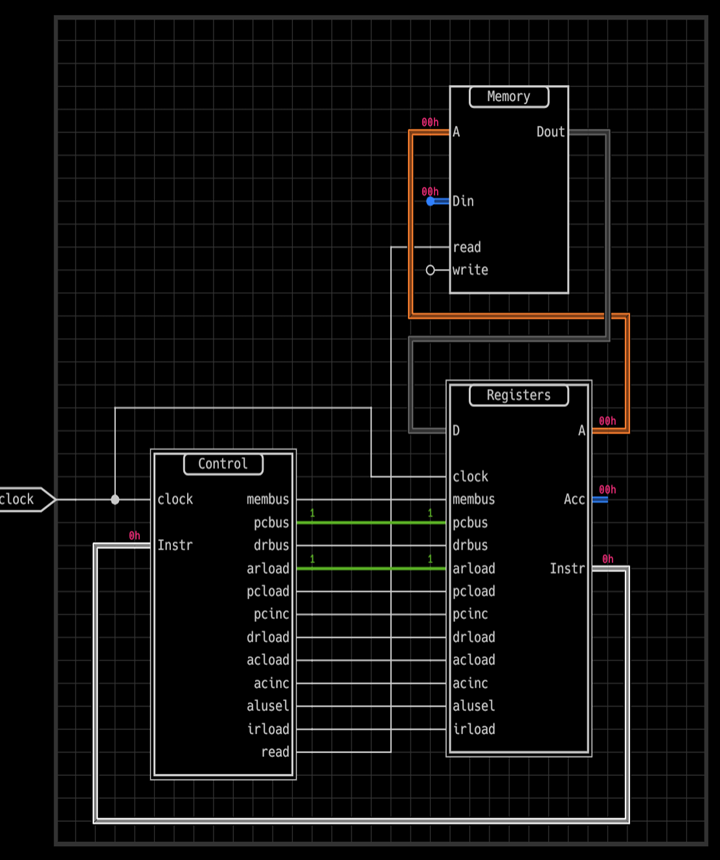 Memory
00h
A
Dout
00h
Din
read
write
Registers
D
A
00h
Control
clock
clock
clock
membus
membus
Acc
00h
pcbus
1
1
pcbus
0h
Instr
drbus
drbus
arload
1
1
arload
Instr
0h
pcload
pcload
pcinc
pcinc
drload
drload
acload
acload
acinc
acinc
alusel
alusel
irload
irload
read